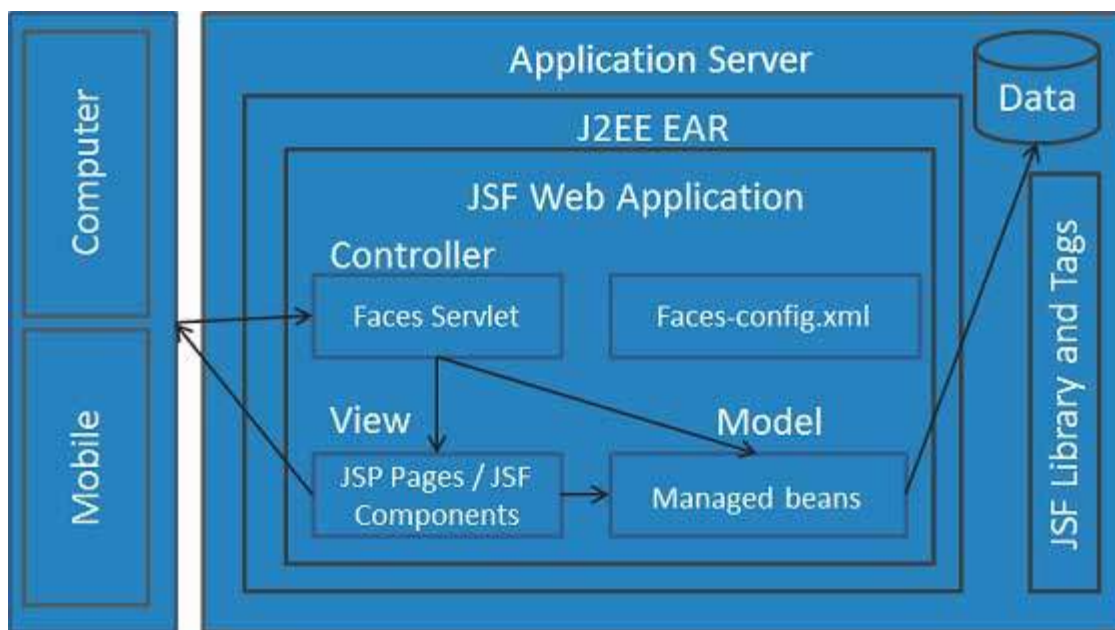 Computer
Mobile
Application Server
J2EE EAR
JSF Web Application
Controller
Faces Servlet
Faces-config.xml
View
JSP Pages / JSF
Components
Model
Managed beans
Data
JSF Library and Tags